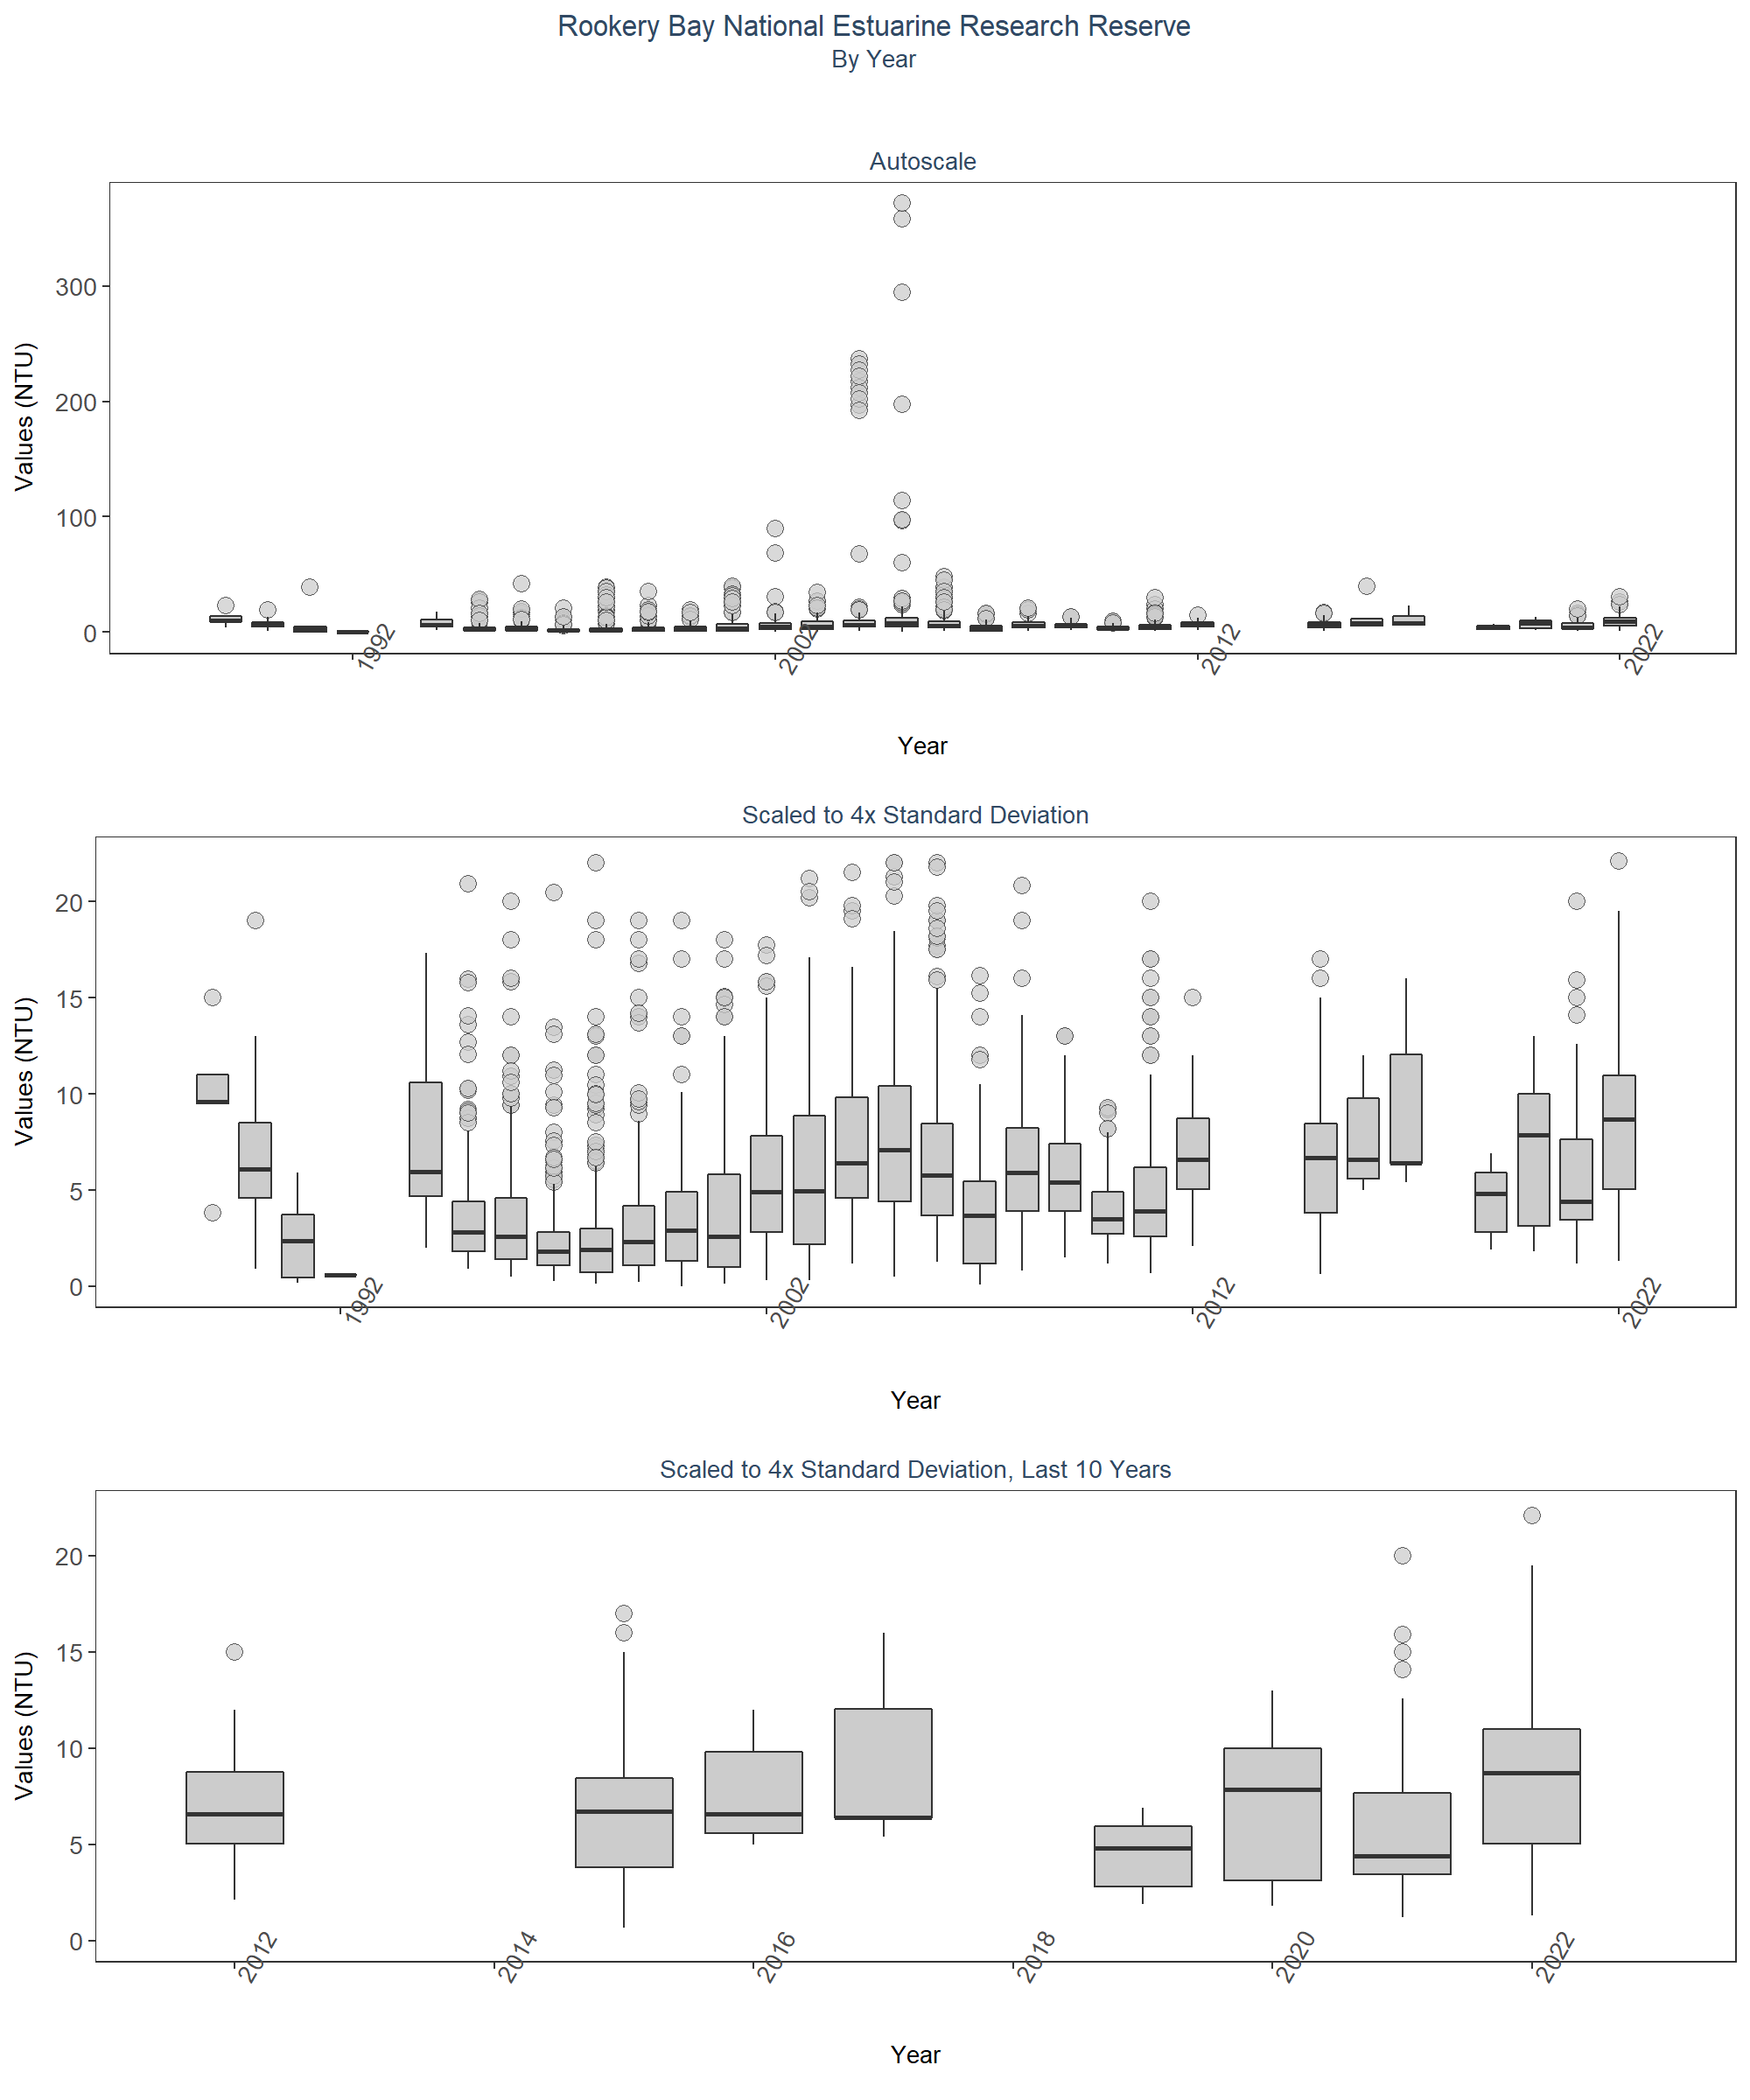 Rookery Bay National Estuarine Research Reserve
By Year
Autoscale
Values (NTU)
300
200
100
0
1992
2002
2012
2022
Year
Scaled to 4x Standard Deviation
Values (NTU)
20
15
10
5
0
1992
2002
2012
2022
Year
Scaled to 4x Standard Deviation, Last 10 Years
Values (NTU)
20
15
10
5
0
2012
2014
2016
2018
2020
2022
Year